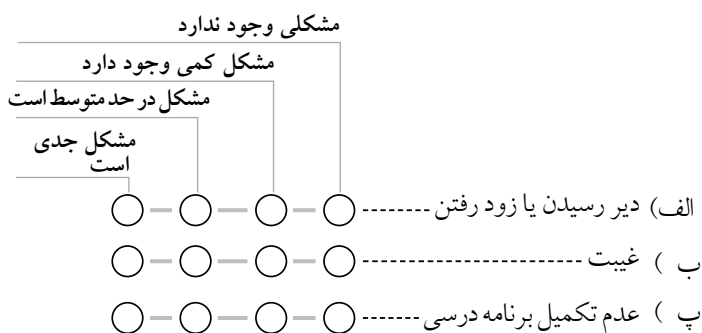 مشکلی وجود ندارد
مشکل کمی وجود دارد
مشکل در حد متوسط است
مشکل جدی
است
الف) دیر رسیدن یا زود رفتن --------
ب ) غیبت ----------------------
پ ) عدم تکمیل برنامه درسی -------